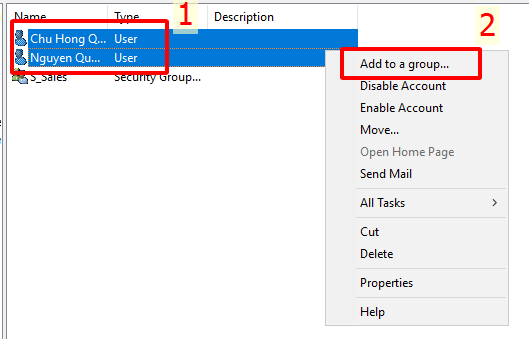 Name Type Description
1
2
Chu Hong Q... User
Nguyen Qu... User
S_Sales Security Group...
Add to a group...
Disable Account
Enable Account
Move...
Open Home Page
Send Mail
All Tasks
Cut
Delete
Properties
Help